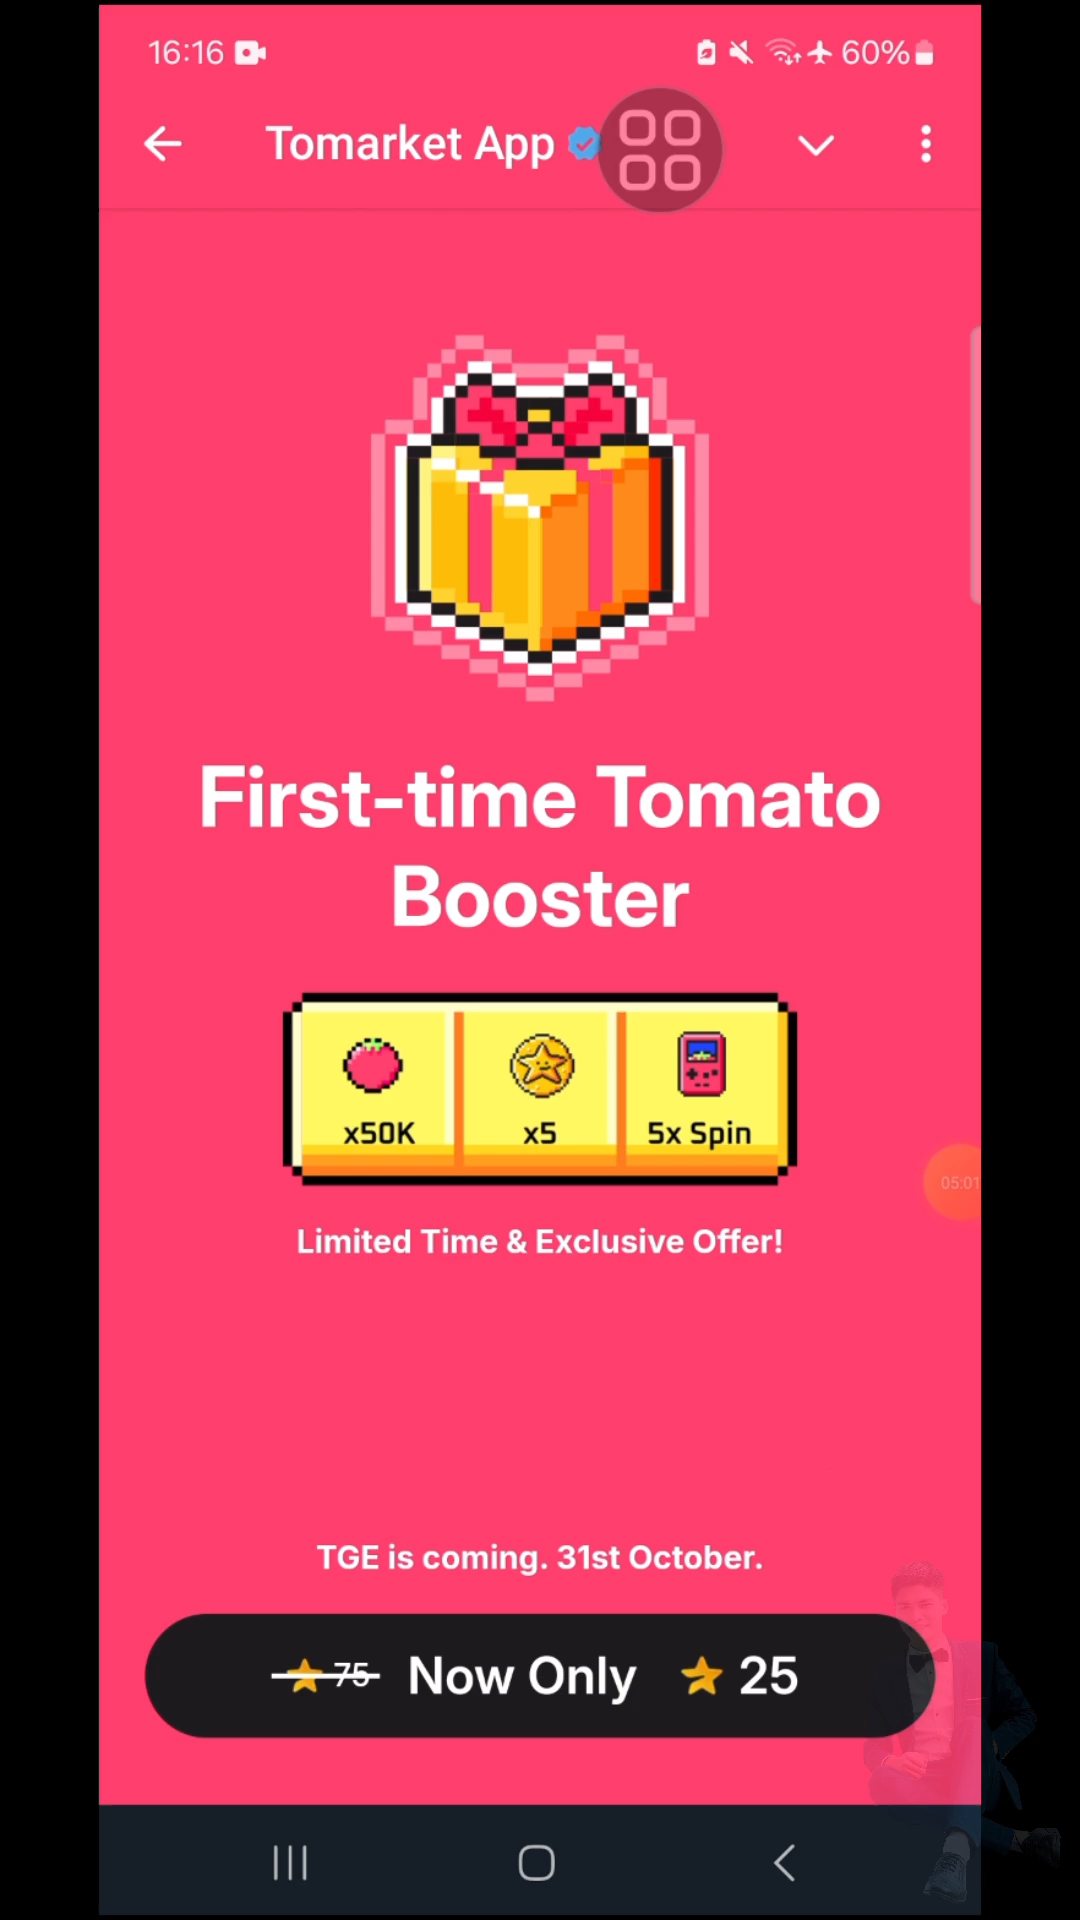 16:16 60%
Tomarket App
First-time Tomato
Booster
x50K x5 5x Spin
Limited Time & Exclusive Offer!
05:01
TGE is coming. 31st October.
75 Now Only 25